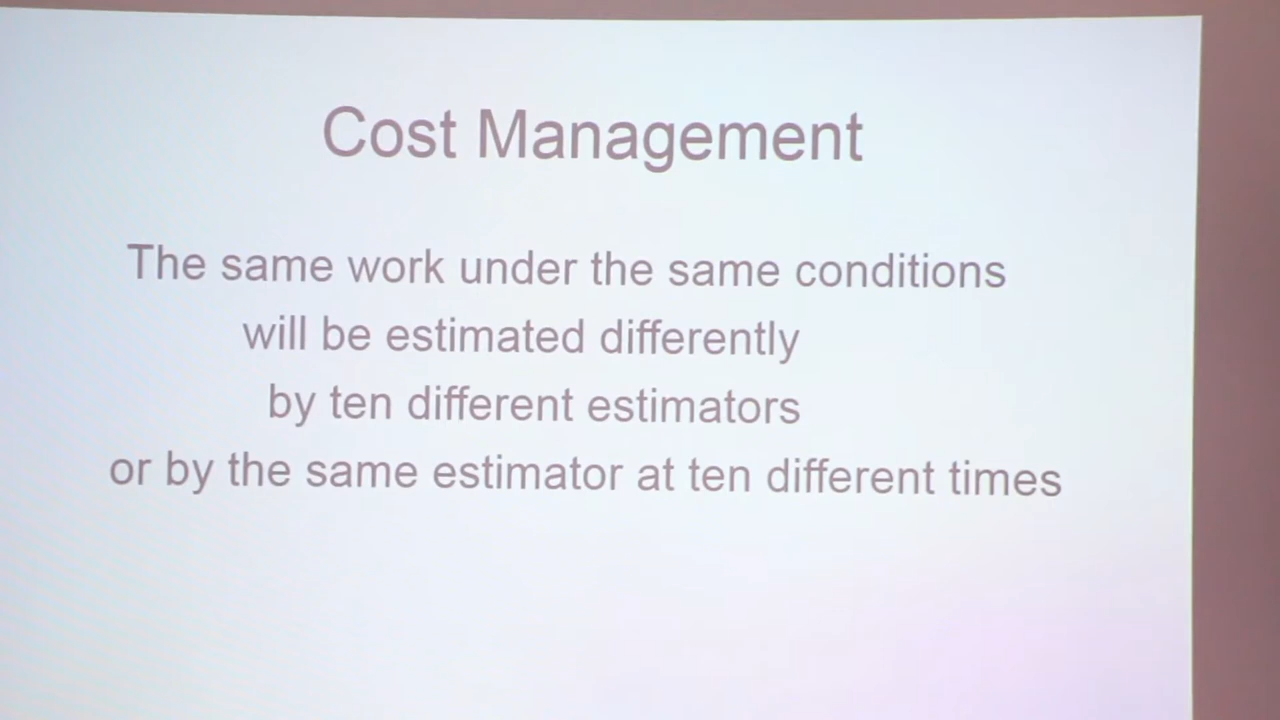 Cost Management
The same work under the same conditions
will be estimated differently
by ten different estimators
or by the same estimator at ten different times